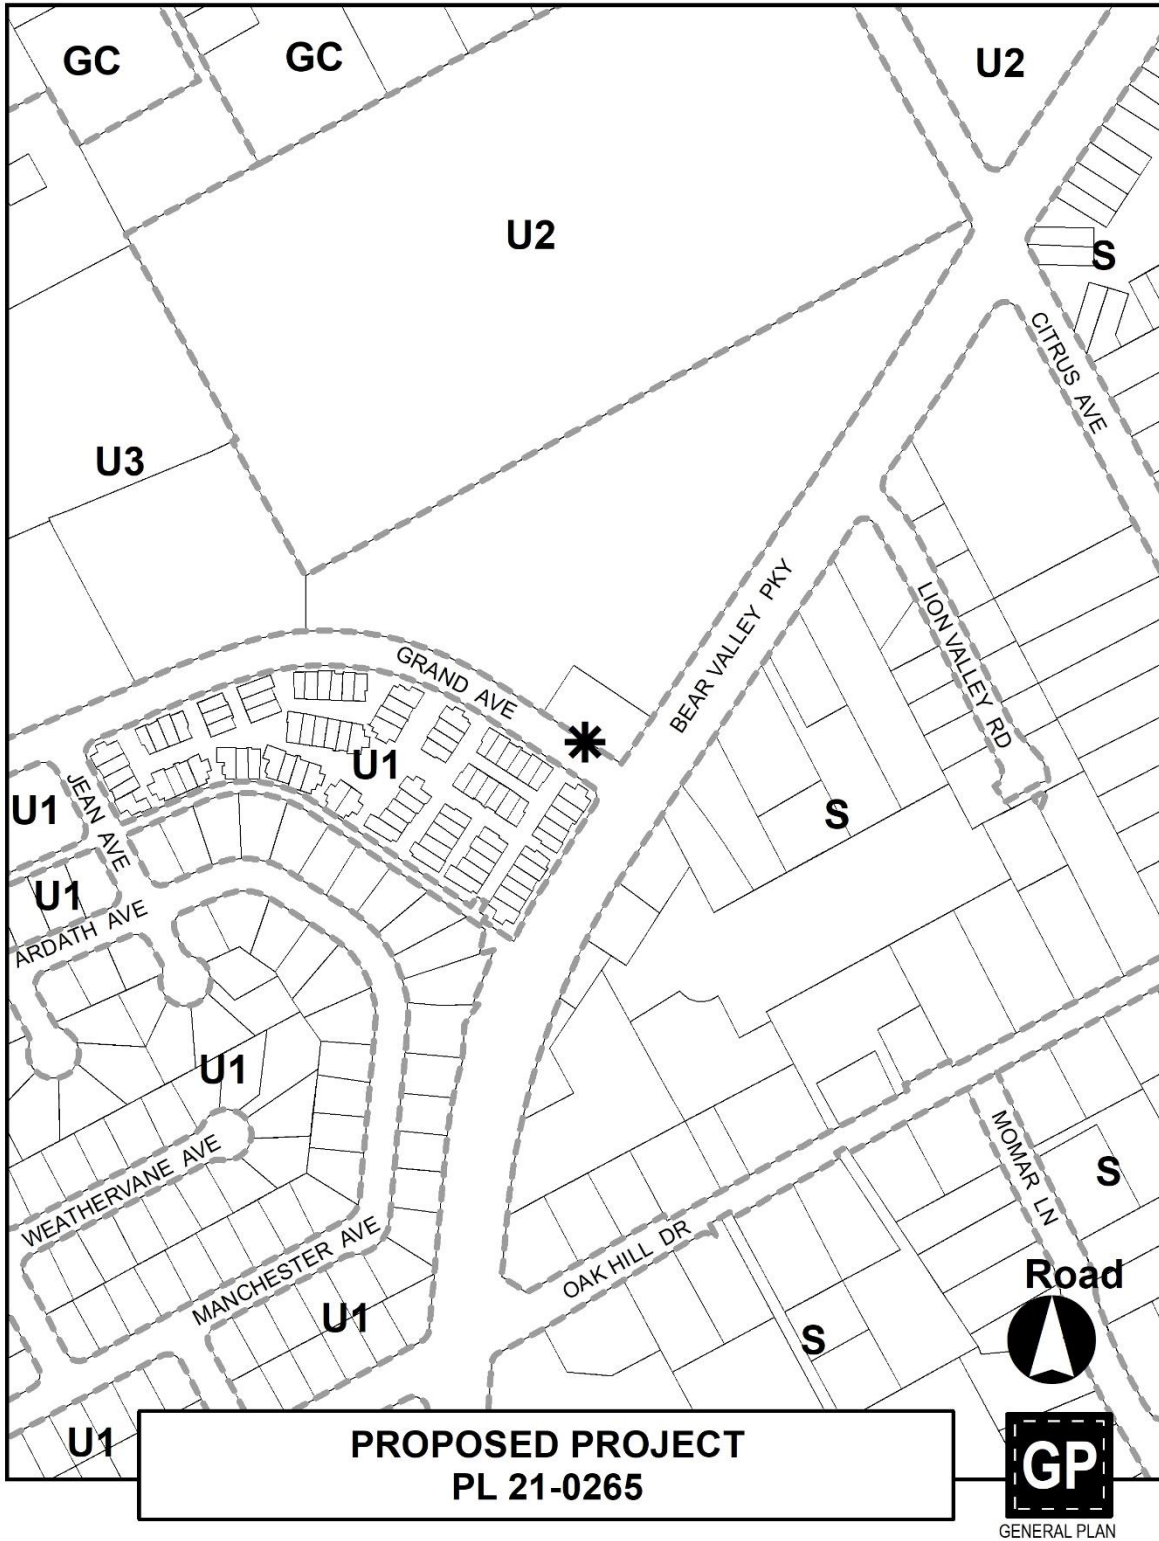 GC
GC
U2
U2
S
CITRUS AVE
U3
BEAR VALLEY PKY
LION VALLEY RD
GRAND AVE
U1
U1
JEAN AVE
S
U1
ARDATH AVE
U1
WEATHERVANE AVE
MOMAR LN
S
MANCHESTER AVE
OAK HILL DR
Road
U1
S
U1
PROPOSED PROJECT
PL 21-0265
GP
GENERAL PLAN